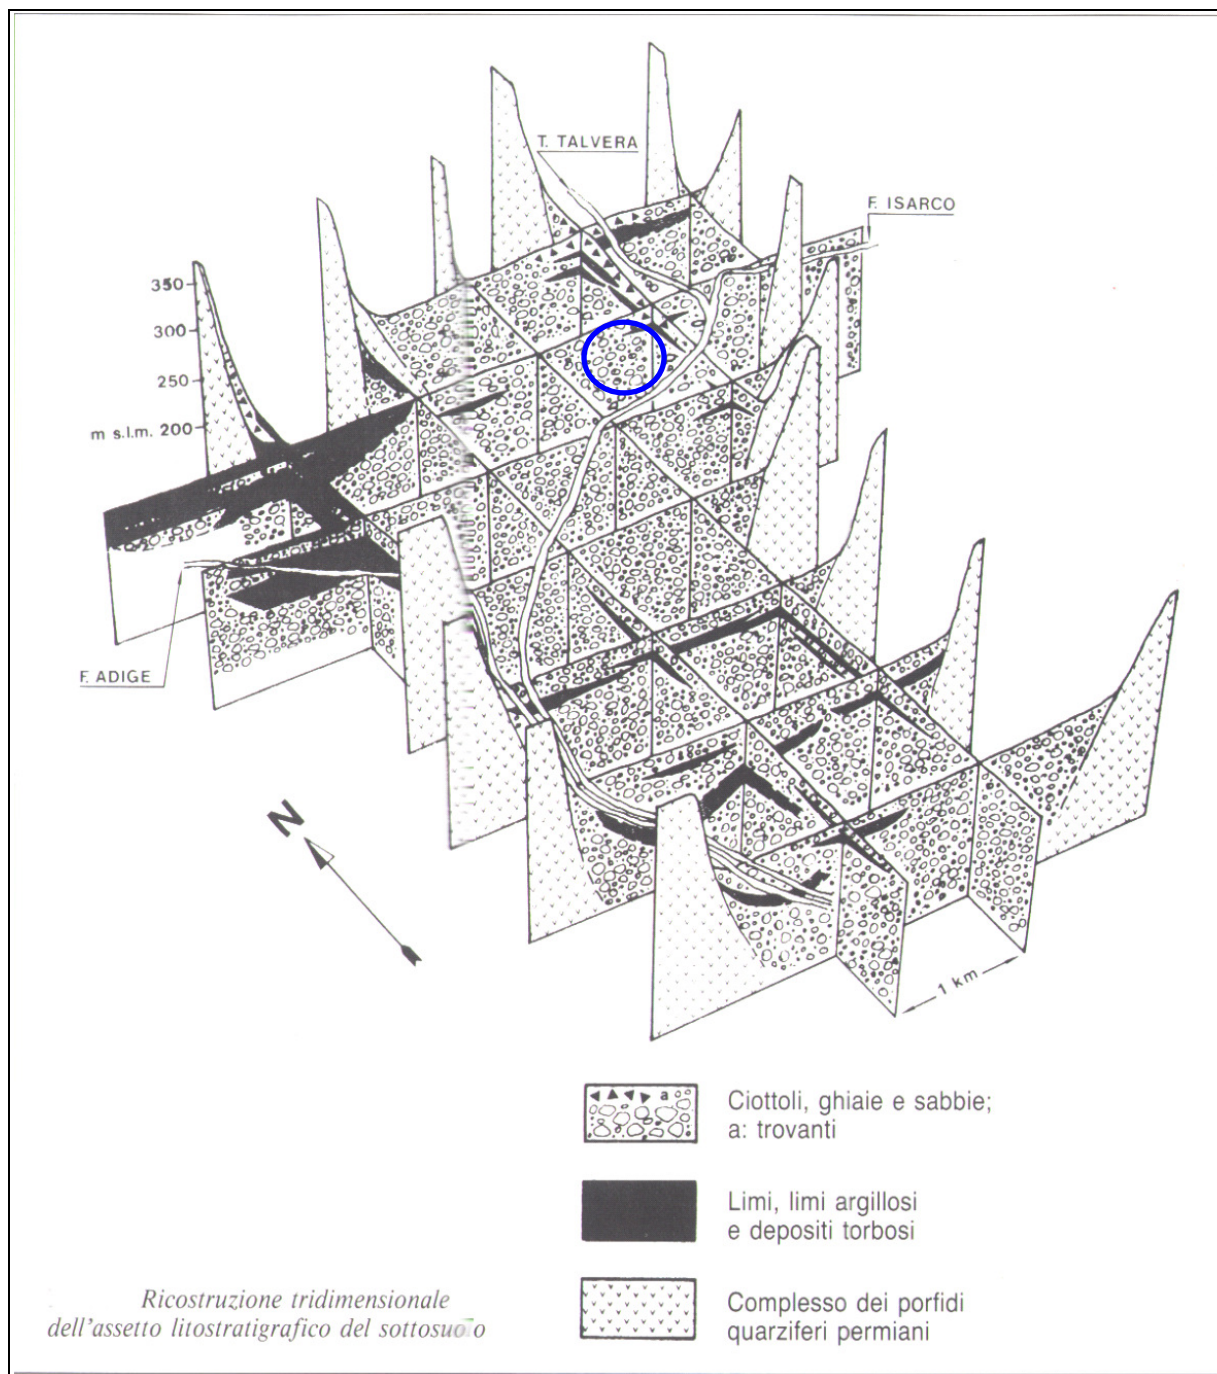 T. TALVERA
F. ISARCO
350
300
250
m s.l.m. 200
F. ADIGE
N
1 km
a
Ciottoli, ghiaie e sabbie;
a: trovanti
Limi, limi argillosi
e depositi torbosi
Complesso dei porfidi
quarziferi permiani
Ricostruzione tridimensionale
dell'assetto litostratigrafico del sottosuolo